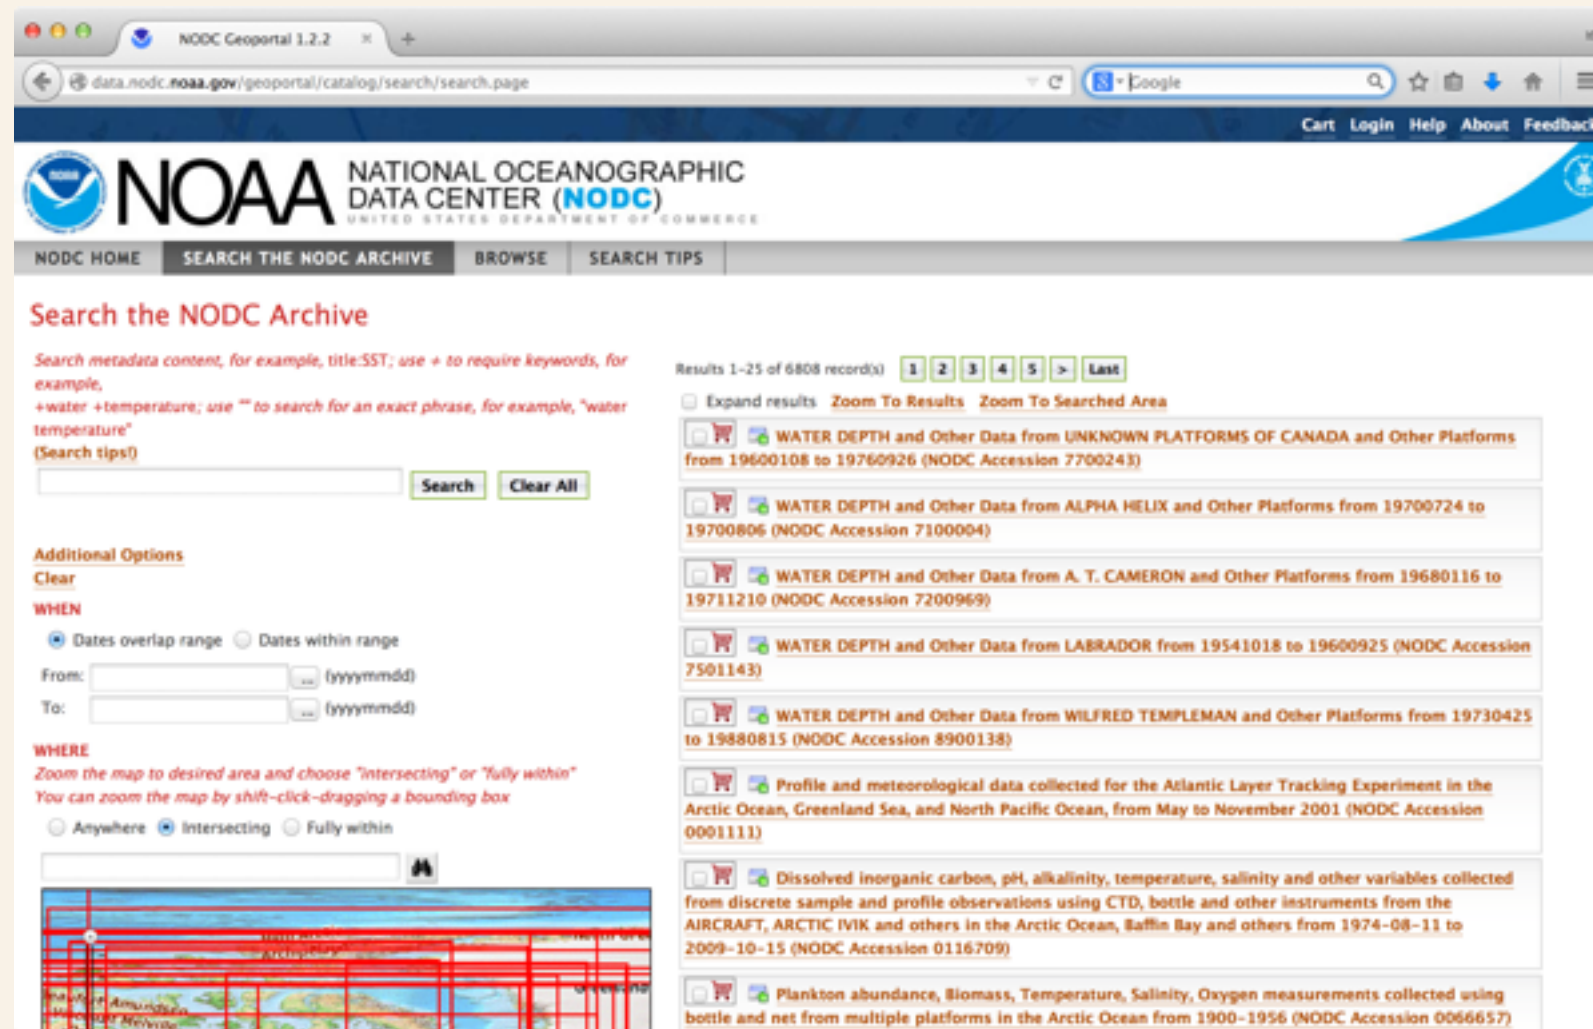 NODC Geoportal 1.2.2
data.nodc.noaa.gov/geoportal/catalog/search/search.page
Google
Cart Login Help About Feedback
NOAA
NATIONAL OCEANOGRAPHIC
DATA CENTER (NODC)
UNITED STATES DEPARTMENT OF COMMERCE
NODC HOME SEARCH THE NODC ARCHIVE BROWSE SEARCH TIPS
Search the NODC Archive
Search metadata content, for example, title:SST; use + to require keywords, for
example,
+water +temperature; use "" to search for an exact phrase, for example, "water
temperature"
(Search tips!)
Search Clear All
Additional Options
Clear
WHEN
Dates overlap range Dates within range
From: ... (yyyymmdd)
To: ... (yyyymmdd)
WHERE
Zoom the map to desired area and choose "intersecting" or "fully within"
You can zoom the map by shift-click-dragging a bounding box
Anywhere Intersecting Fully within
Archipelago
Amundsen
Melville
Results 1-25 of 6808 record(s) 1 2 3 4 5 > Last
Expand results Zoom To Results Zoom To Searched Area
WATER DEPTH and Other Data from UNKNOWN PLATFORMS OF CANADA and Other Platforms
from 19600108 to 19760926 (NODC Accession 7700243)
WATER DEPTH and Other Data from ALPHA HELIX and Other Platforms from 19700724 to
19700806 (NODC Accession 7100004)
WATER DEPTH and Other Data from A. T. CAMERON and Other Platforms from 19680116 to
19711210 (NODC Accession 7200969)
WATER DEPTH and Other Data from LABRADOR from 19541018 to 19600925 (NODC Accession
7501143)
WATER DEPTH and Other Data from WILFRED TEMPLEMAN and Other Platforms from 19730425
to 19880815 (NODC Accession 8900138)
Profile and meteorological data collected for the Atlantic Layer Tracking Experiment in the
Arctic Ocean, Greenland Sea, and North Pacific Ocean, from May to November 2001 (NODC Accession
0001111)
Dissolved inorganic carbon, pH, alkalinity, temperature, salinity and other variables collected
from discrete sample and profile observations using CTD, bottle and other instruments from the
AIRCRAFT, ARCTIC IVIK and others in the Arctic Ocean, Baffin Bay and others from 1974-08-11 to
2009-10-15 (NODC Accession 0116709)
Plankton abundance, Biomass, Temperature, Salinity, Oxygen measurements collected using
bottle and net from multiple platforms in the Arctic Ocean from 1900-1956 (NODC Accession 0066657)